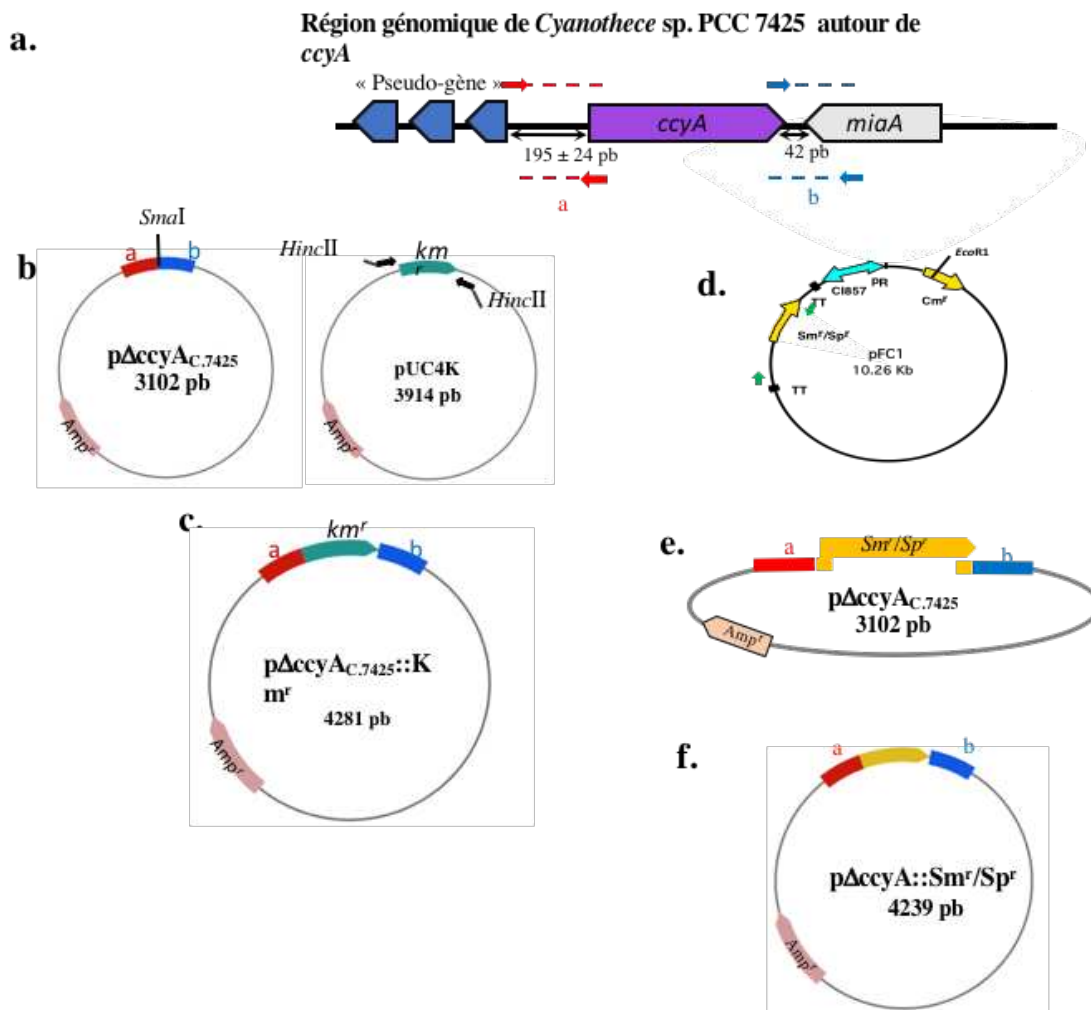 a.
Région génomique de Cyanothece sp. PCC 7425 autour de
ccyA
« Pseudo-gène »
ccyA
miaA
195 ± 24 pb
42 pb
a
b
b
SmaI
a
b
pΔccyAC.7425
3102 pb
Ampr
HincII
km
r
HincII
pUC4K
3914 pb
Ampr
d.
EcoR1
CI857
PR
TT
Cmr
Smr/Spr
pFC1
10.26 Kb
TT
c.
a
kmr
b
pΔccyAC.7425::K
mr
4281 pb
Ampr
e.
a
Smr/Spr
b
pΔccyAC.7425
3102 pb
Ampr
f.
a
b
pΔccyA::Smr/Spr
4239 pb
Ampr